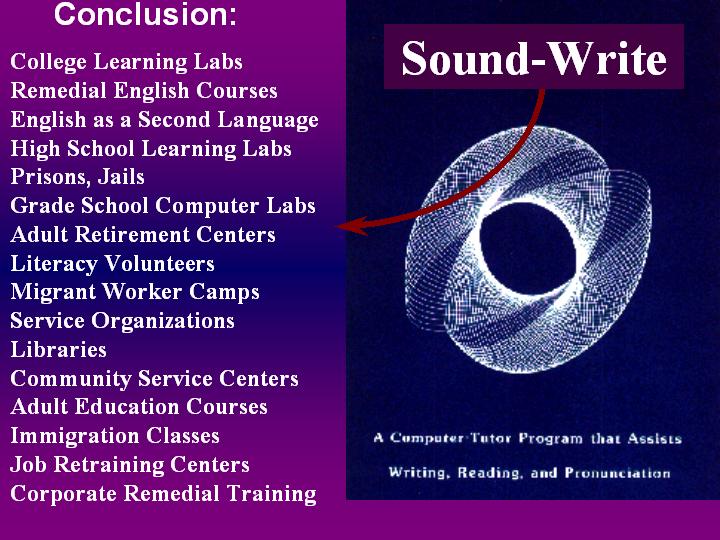 Conclusion:
College Learning Labs
Remedial English Courses
English as a Second Language
High School Learning Labs
Prisons, Jails
Grade School Computer Labs
Adult Retirement Centers
Literacy Volunteers
Migrant Worker Camps
Service Organizations
Libraries
Community Service Centers
Adult Education Courses
Immigration Classes
Job Retraining Centers
Corporate Remedial Training
Sound-Write
A Computer-Tutor Program that Assists
Writing, Reading, and Pronunciation